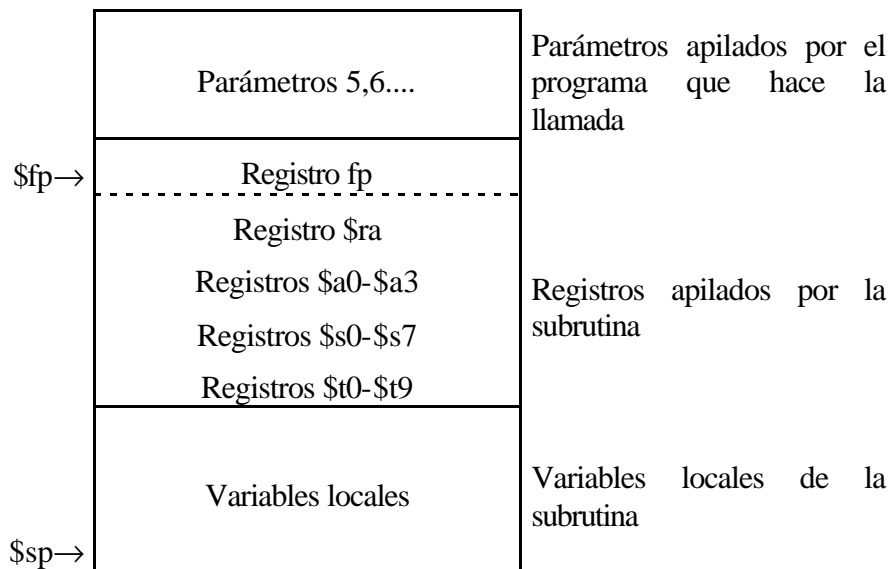 Parámetros 5,6....
Parámetros apilados por el
programa que hace la
llamada
$fp→
Registro fp
Registro $ra
Registros $a0-$a3
Registros $s0-$s7
Registros $t0-$t9
Registros apilados por la
subrutina
Variables locales
Variables locales de la
subrutina
$sp→